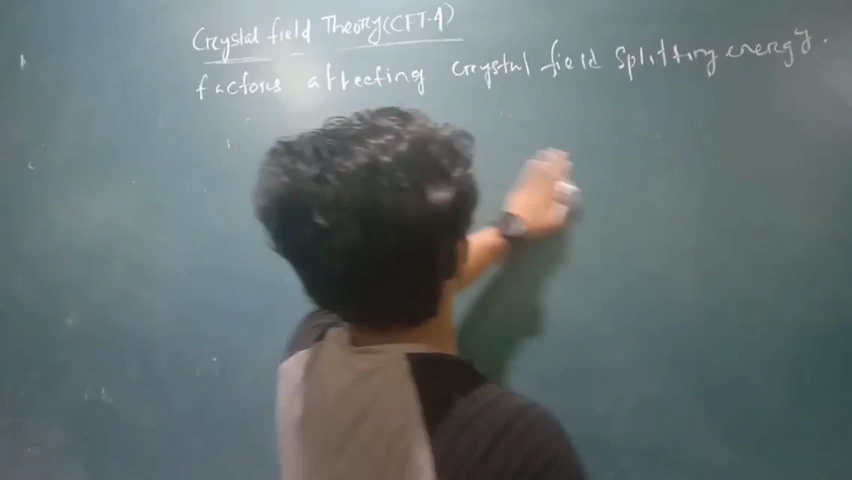 Crystal field Theory (CFT-4)
factors affecting crystal field splitting energy.